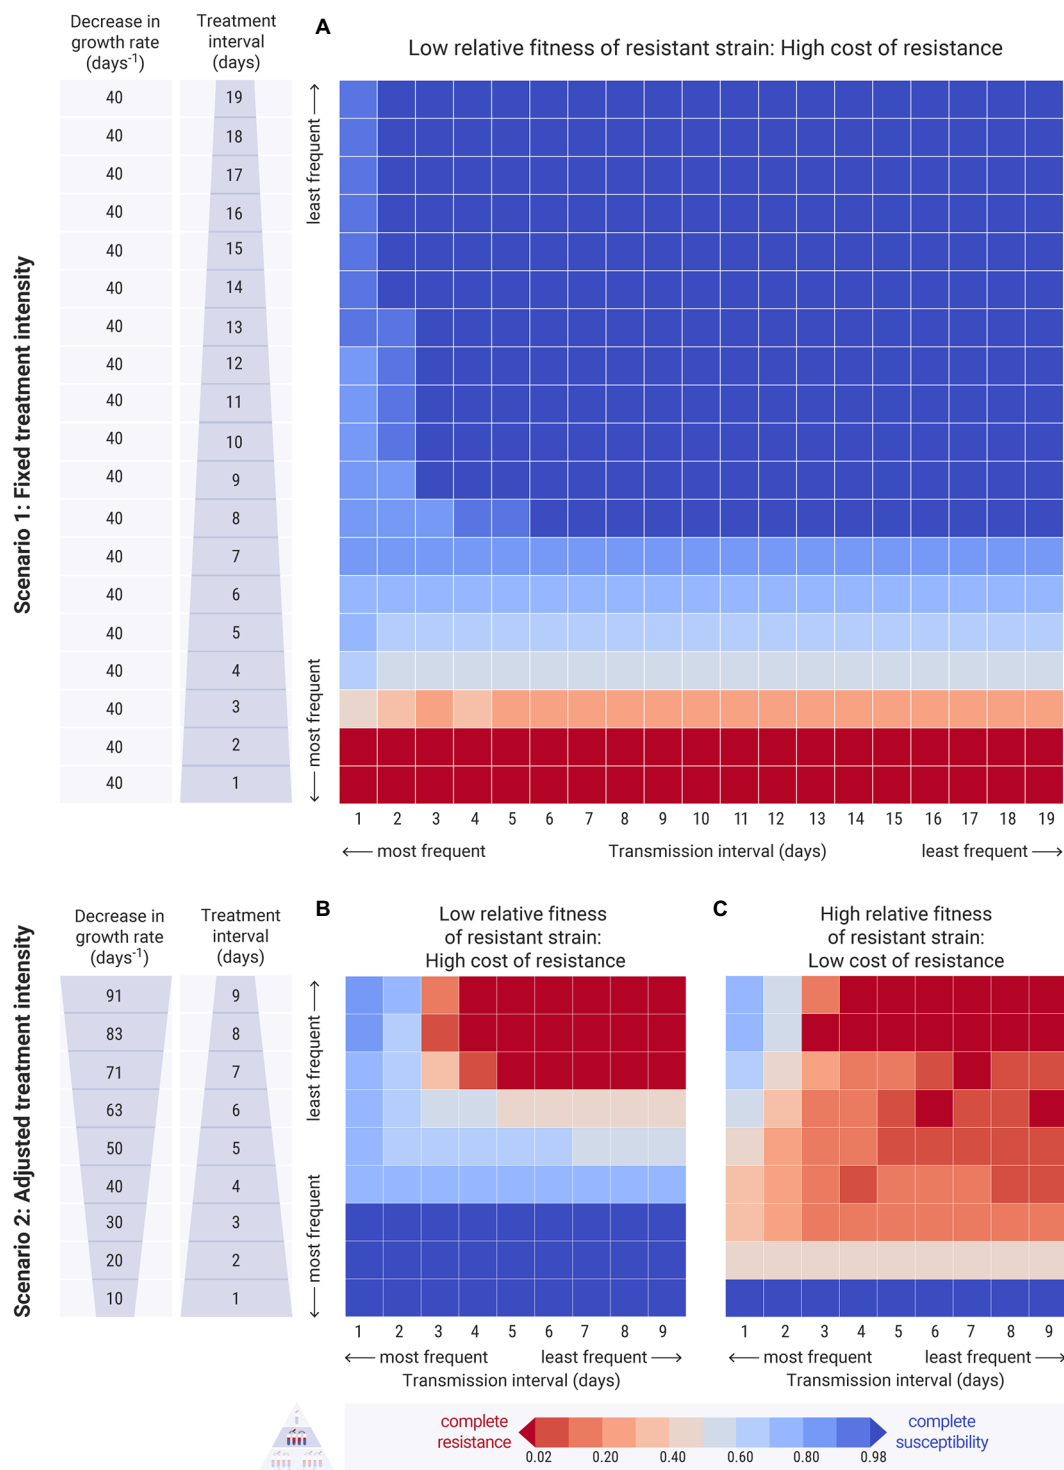 Decrease in
growth rate
(days-1)
Treatment
interval
(days)
A
Low relative fitness of resistant strain: High cost of resistance
Scenario 1: Fixed treatment intensity
40 19
40 18
40 17
40 16
40 15
40 14
40 13
40 12
40 11
40 10
40 9
40 8
40 7
40 6
40 5
40 4
40 3
40 2
40 1
least frequent
most frequent
1 2 3 4 5 6 7 8 9 10 11 12 13 14 15 16 17 18 19
most frequent Transmission interval (days) least frequent
Scenario 2: Adjusted treatment intensity
Decrease in
growth rate
(days-1)
Treatment
interval
(days)
91 9
83 8
71 7
63 6
50 5
40 4
30 3
20 2
10 1
least frequent
most frequent
B
Low relative fitness
of resistant strain:
High cost of resistance
1 2 3 4 5 6 7 8 9
most frequent least frequent
Transmission interval (days)
C
High relative fitness
of resistant strain:
Low cost of resistance
1 2 3 4 5 6 7 8 9
most frequent least frequent
Transmission interval (days)
complete
resistance
0.02 0.20 0.40 0.60 0.80 0.98
complete
susceptibility